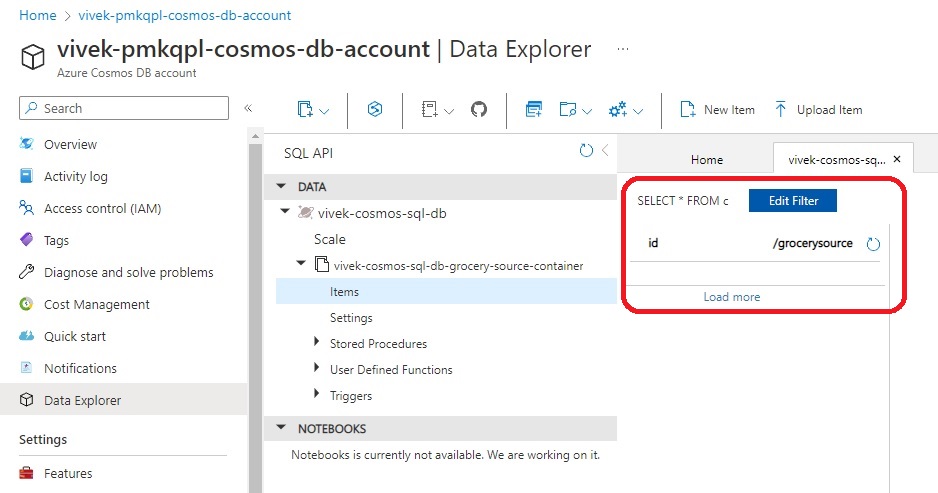 Home > vivek-pmkqpl-cosmos-db-account
vivek-pmkqpl-cosmos-db-account | Data Explorer ...
Azure Cosmos DB account
Search «
Overview
Activity log
Access control (IAM)
Tags
Diagnose and solve problems
Cost Management
Quick start
Notifications
Data Explorer
Settings
Features
New Item Upload Item
SQL API
DATA
vivek-cosmos-sql-db
Scale
vivek-cosmos-sql-db-grocery-source-container
Items
Settings
Stored Procedures
User Defined Functions
Triggers
NOTEBOOKS
Notebooks is currently not available. We are working on it.
Home vivek-cosmos-sq... ×
SELECT * FROM c Edit Filter
id /grocerysource
Load more